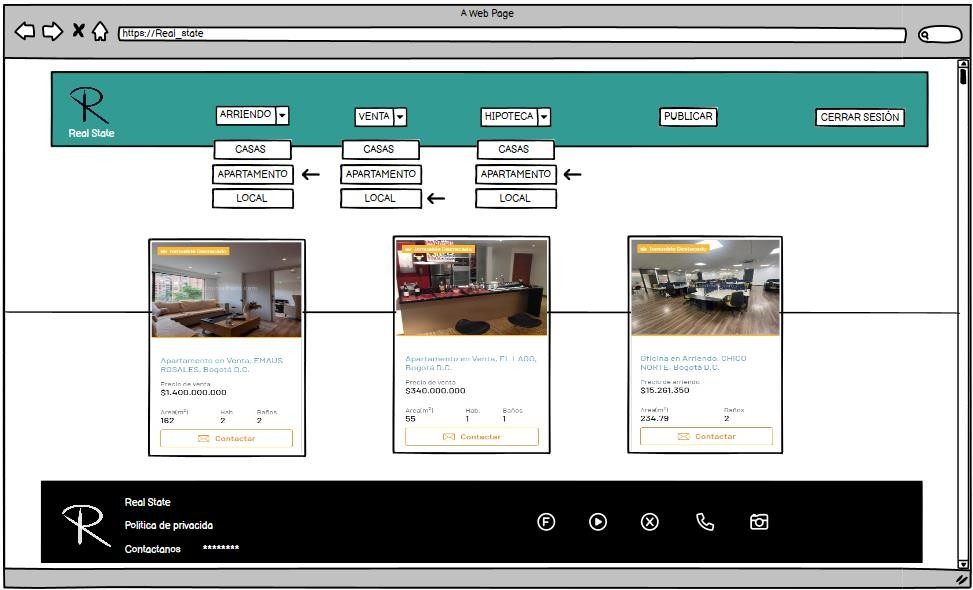 A Web Page
https://Real_state
Real State
ARRIENDO
VENTA
HIPOTECA
PUBLICAR
CERRAR SESIÓN
CASAS
CASAS
CASAS
APARTAMENTO
APARTAMENTO
APARTAMENTO
LOCAL
LOCAL
LOCAL
Inmueble Destacado
Apartamento en Venta, EMAUS
ROSALES, Bogotá D.C.
Precio de venta
$1.400.000.000
Area(m²) Hab. Baños
162 2 2
Contactar
Inmueble Destacado
Apartamento en Venta, EL LAGO,
Bogotá D.C.
Precio de venta
$340.000.000
Area(m²) Hab. Baños
55 1 1
Contactar
Inmueble Destacado
Oficina en Arriendo, CHICO
NORTE, Bogotá D.C.
Precio de arriendo
$15.261.350
Area(m²) Baños
234.79 2
Contactar
Real State
Politica de privacida
Contactanos ********